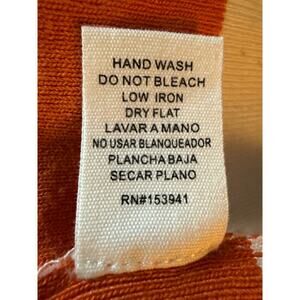 HAND WASH
DO NOT BLEACH
LOW IRON
DRY FLAT
LAVAR A MANO
NO USAR BLANQUEADOR
PLANCHA BAJA
SECAR PLANO
RN#153941